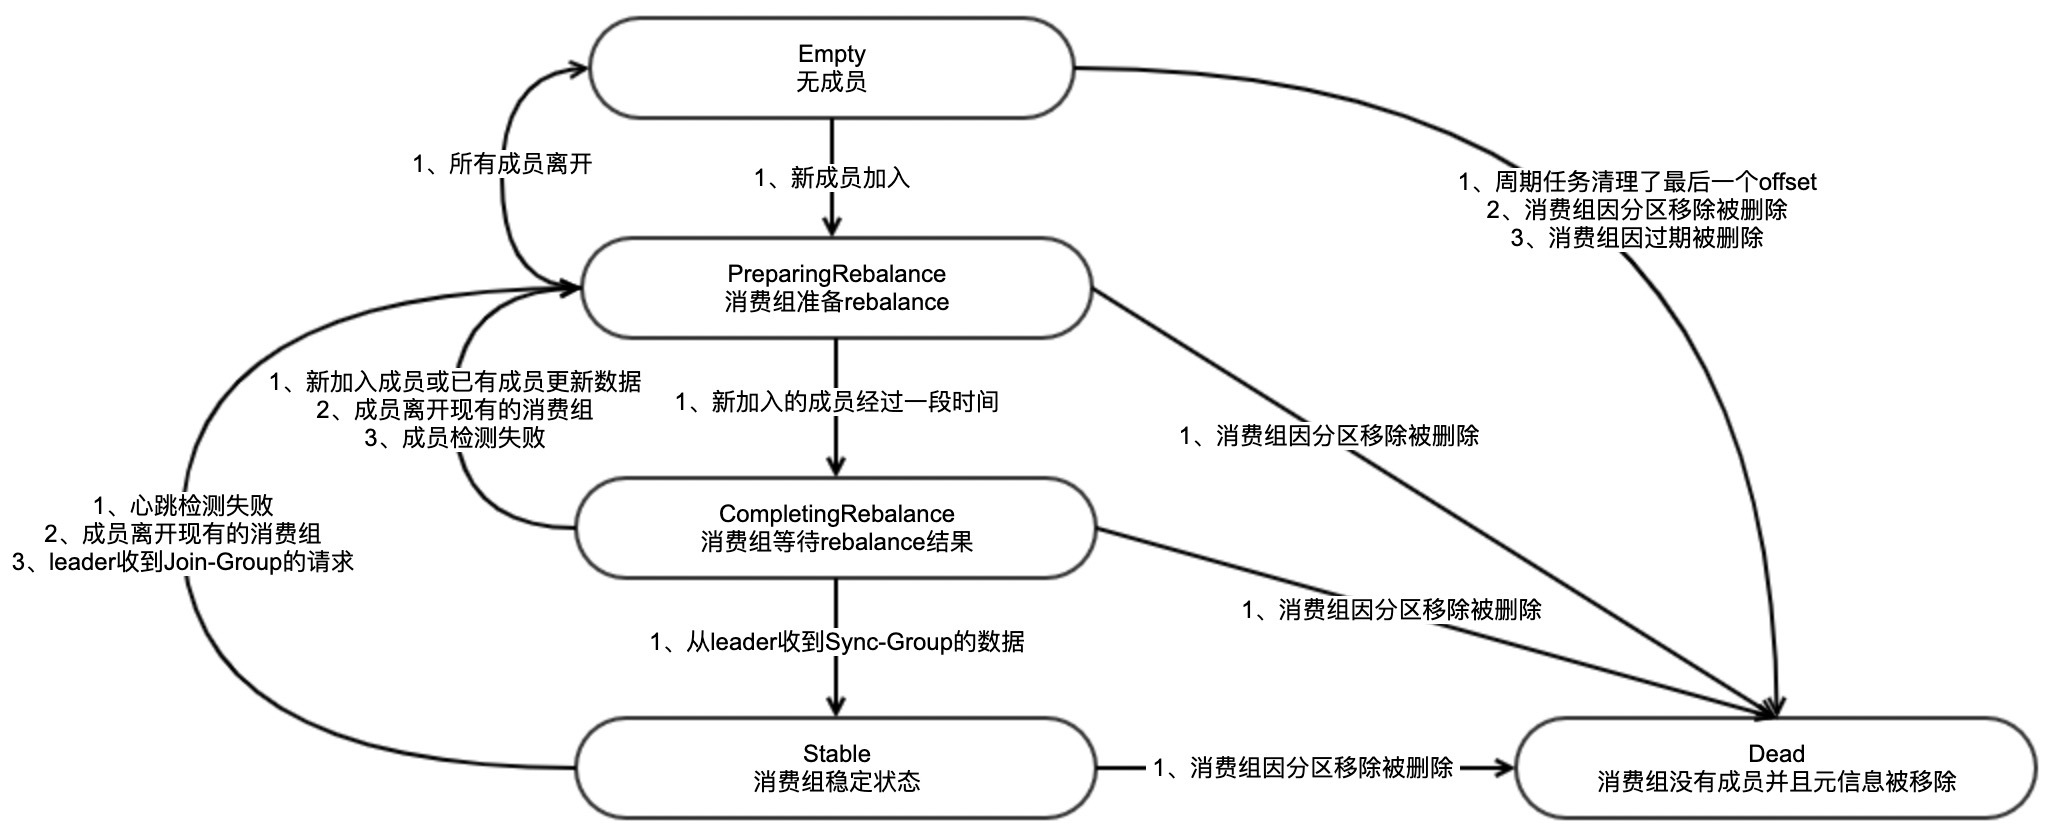 Empty
无成员
1、所有成员离开
1、新成员加入
1、周期任务清理了最后一个offset
2、消费组因分区移除被删除
3、消费组因过期被删除
PreparingRebalance
消费组准备rebalance
1、新加入成员或已有成员更新数据
2、成员离开现有的消费组
3、成员检测失败
1、新加入的成员经过一段时间
1、消费组因分区移除被删除
1、心跳检测失败
2、成员离开现有的消费组
3、leader收到Join-Group的请求
CompletingRebalance
消费组等待rebalance结果
1、消费组因分区移除被删除
1、从leader收到Sync-Group的数据
Stable
消费组稳定状态
1、消费组因分区移除被删除
Dead
消费组没有成员并且元信息被移除